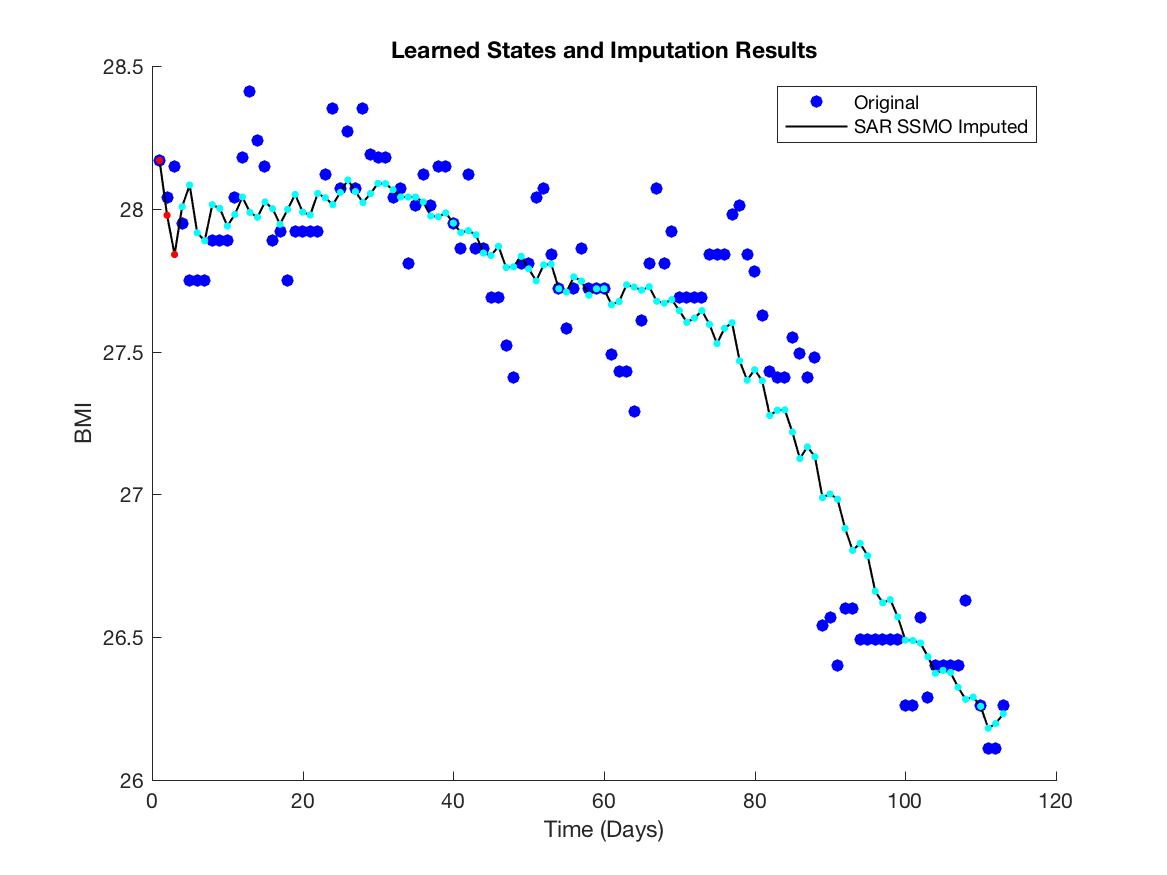 Learned States and Imputation Results
28.5
Original
SAR SSMO Imputed
28
27.5
BMI
27
26.5
26
0 20 40 60 80 100 120
Time (Days)